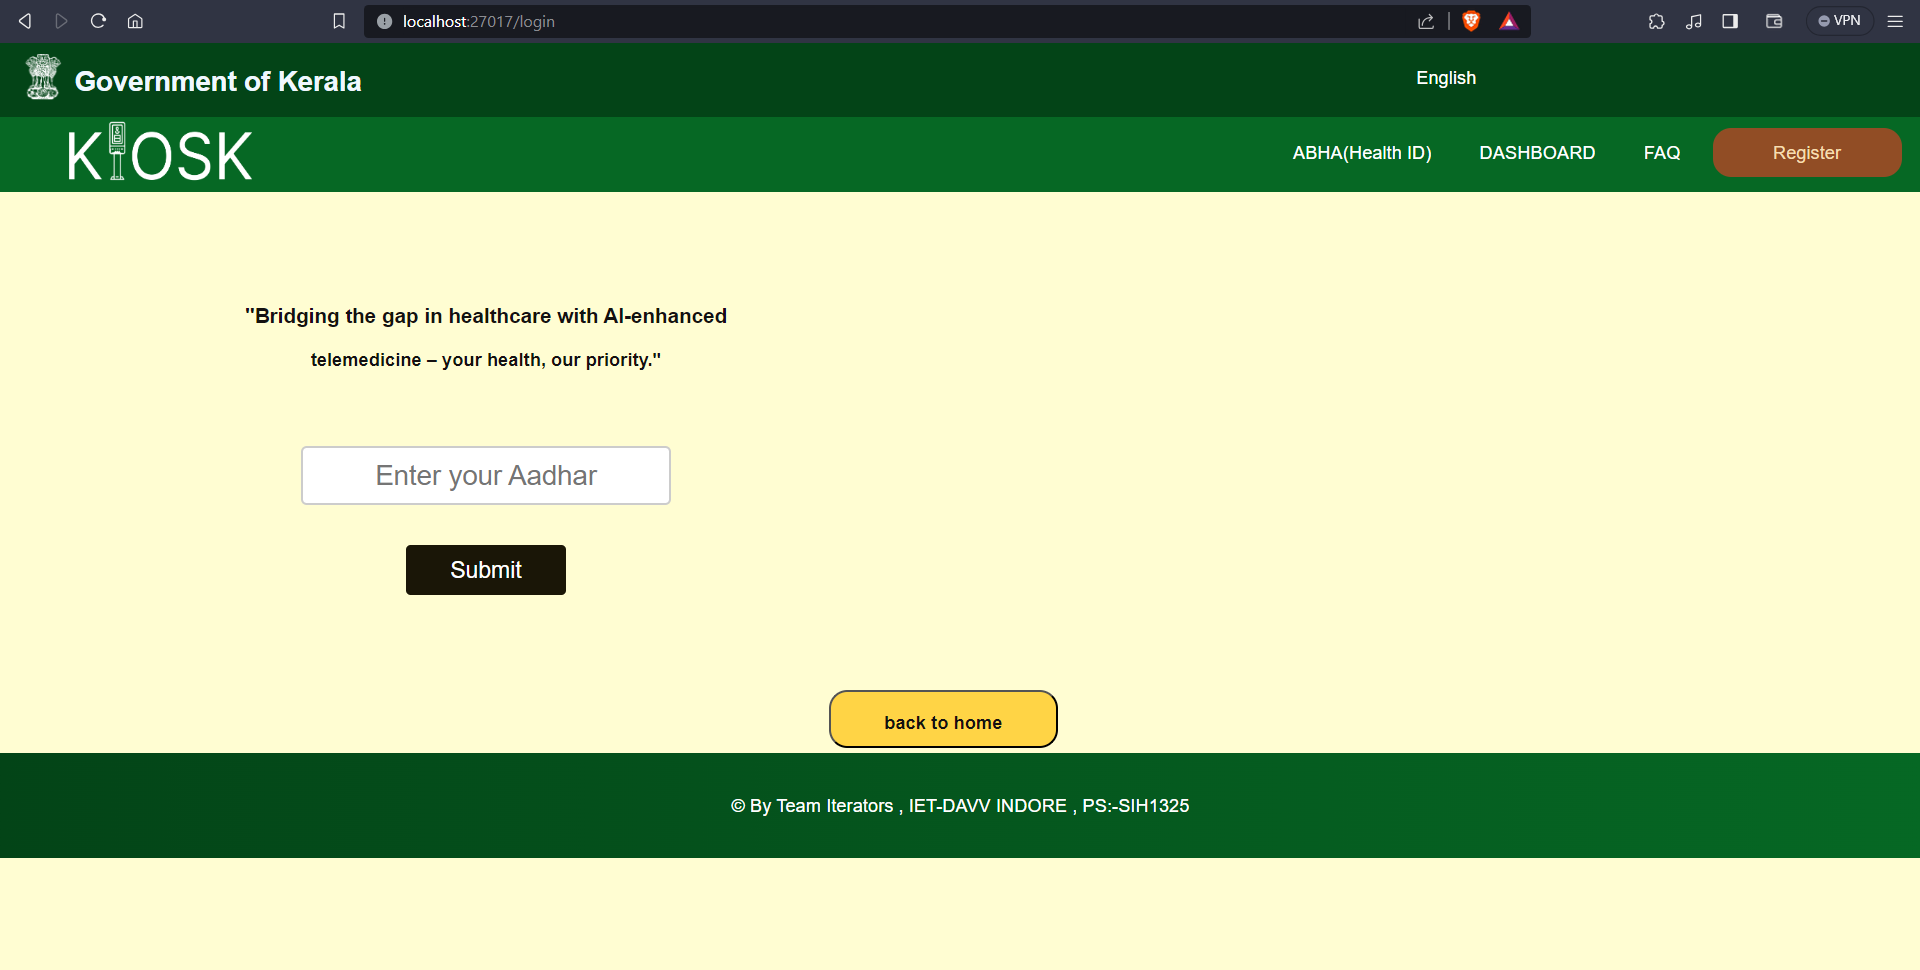 localhost:27017/login
VPN
Government of Kerala
English
KIOSK
ABHA(Health ID) DASHBOARD FAQ Register
"Bridging the gap in healthcare with AI-enhanced
telemedicine – your health, our priority."
Enter your Aadhar
Submit
back to home
© By Team Iterators , IET-DAVV INDORE , PS:-SIH1325